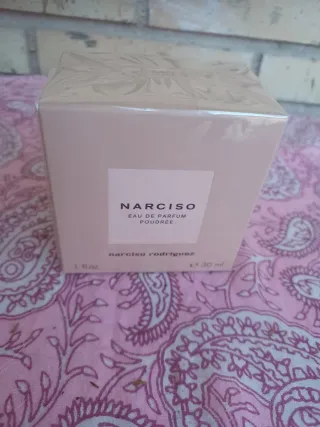 NARCISO
EAU DE PARFUM
POUDRÉE
narciso rodriguez
1 fl.oz. ℮ 30 ml